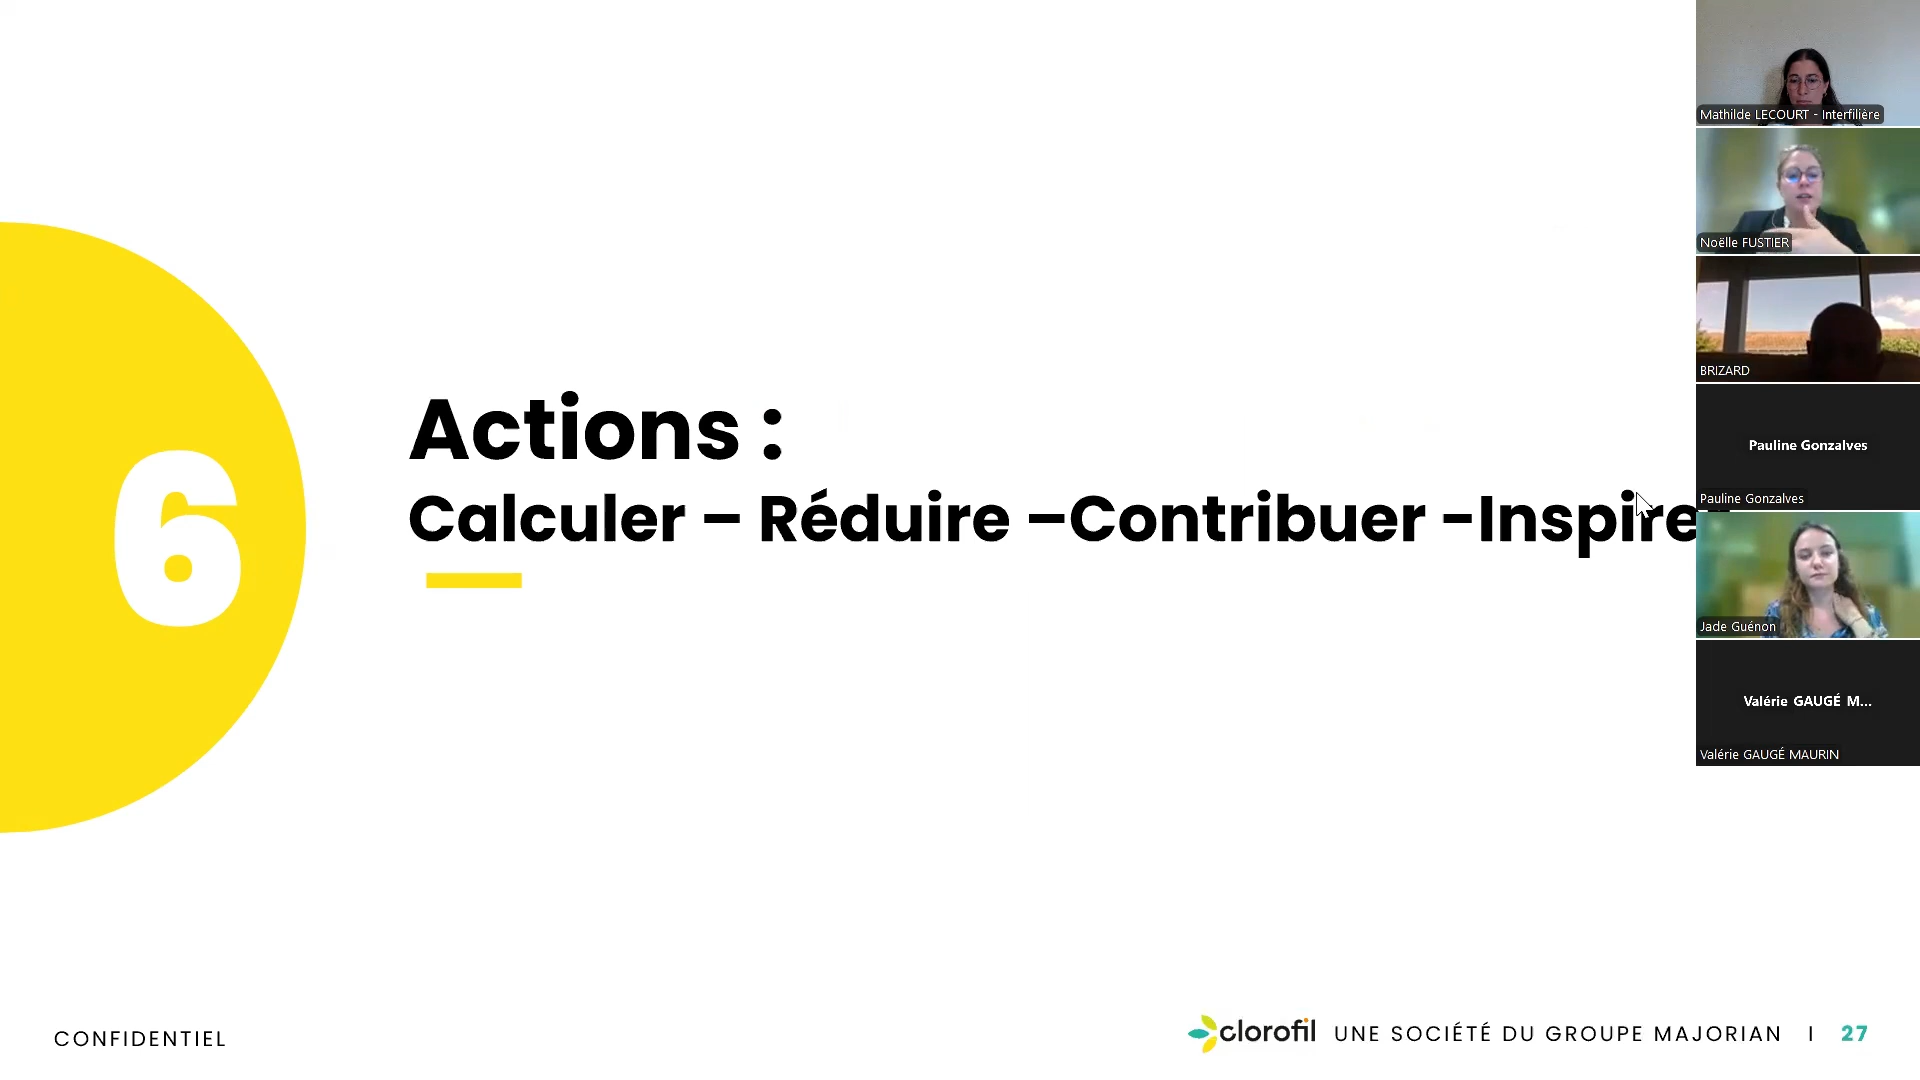 6
Actions :
Calculer – Réduire –Contribuer -Inspire
Mathilde LECOURT - Interfilière
Noëlle FUSTIER
BRIZARD
Pauline Gonzalves
Pauline Gonzalves
Jade Guénon
Valérie GAUGÉ M...
Valérie GAUGÉ MAURIN
CONFIDENTIEL
clorofil UNE SOCIÉTÉ DU GROUPE MAJORIAN I 27